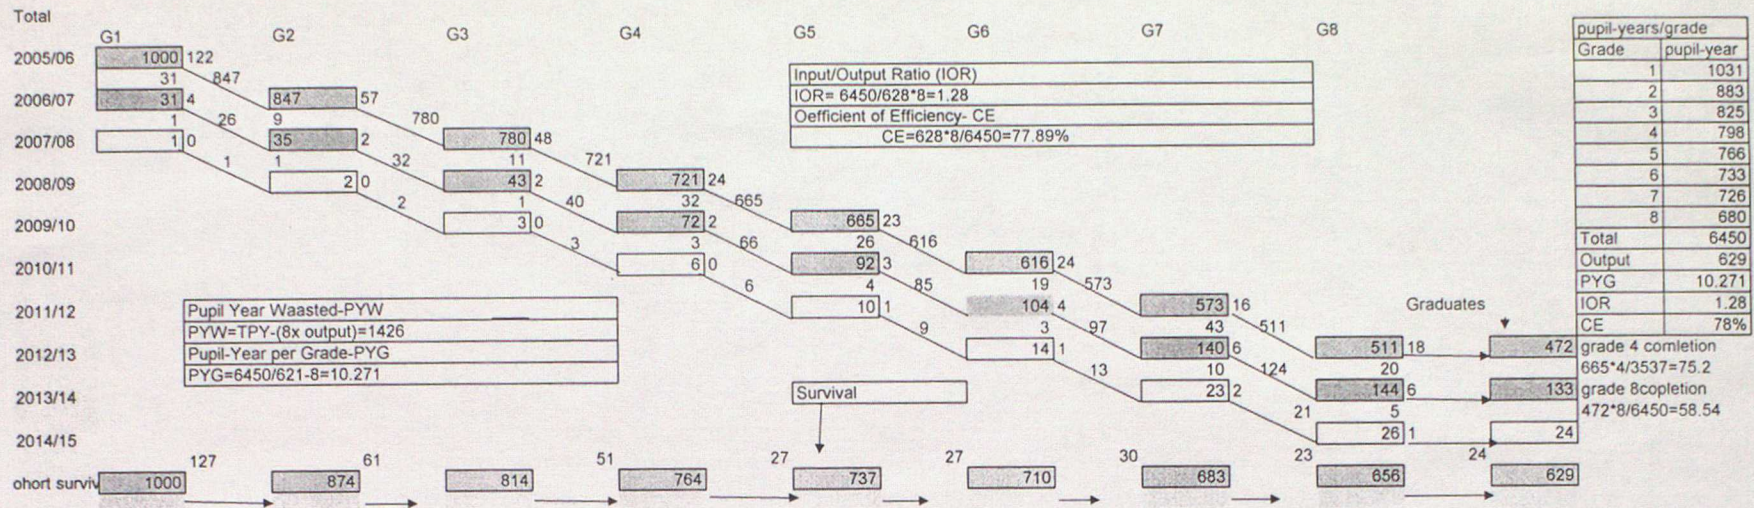 Total
G1 G2 G3 G4 G5 G6 G7 G8
pupil-years/grade
Grade pupil-year
2005/06 1000 122
31 847
Input/Output Ratio (IOR)
1 1031
2006/07 31 4 847 57
IOR= 6450/628*8=1.28
2 883
1 26 9 780
Oefficient of Efficiency- CE
3 825
2007/08 1 0 35 2 780 48
CE=628*8/6450=77.89%
4 798
1 1 32 11 721
5 766
2008/09 2 0 43 2 721 24
6 733
2 1 40 32 665
7 726
2009/10 3 0 72 2 665 23
8 680
3 3 66 26 616
Total 6450
2010/11 6 0 92 3 616 24
Output 629
6 4 85 19 573
PYG 10.271
2011/12
Pupil Year Waasted-PYW
10 1 104 4 573 16
Graduates
IOR 1.28
PYW=TPY-(8x output)=1426
9 3 97 43 511
CE 78%
2012/13
Pupil-Year per Grade-PYG
14 1 140 6 511 18 472
grade 4 comletion
PYG=6450/621-8=10.271
13 10 124 20
665*4/3537=75.2
2013/14
Survival
23 2 144 6 133
grade 8copletion
21 5
472*8/6450=58.54
2014/15 26 1 24
127 61 51 27 27 30 23 24
ohort surviv 1000 874 814 764 737 710 683 656 629